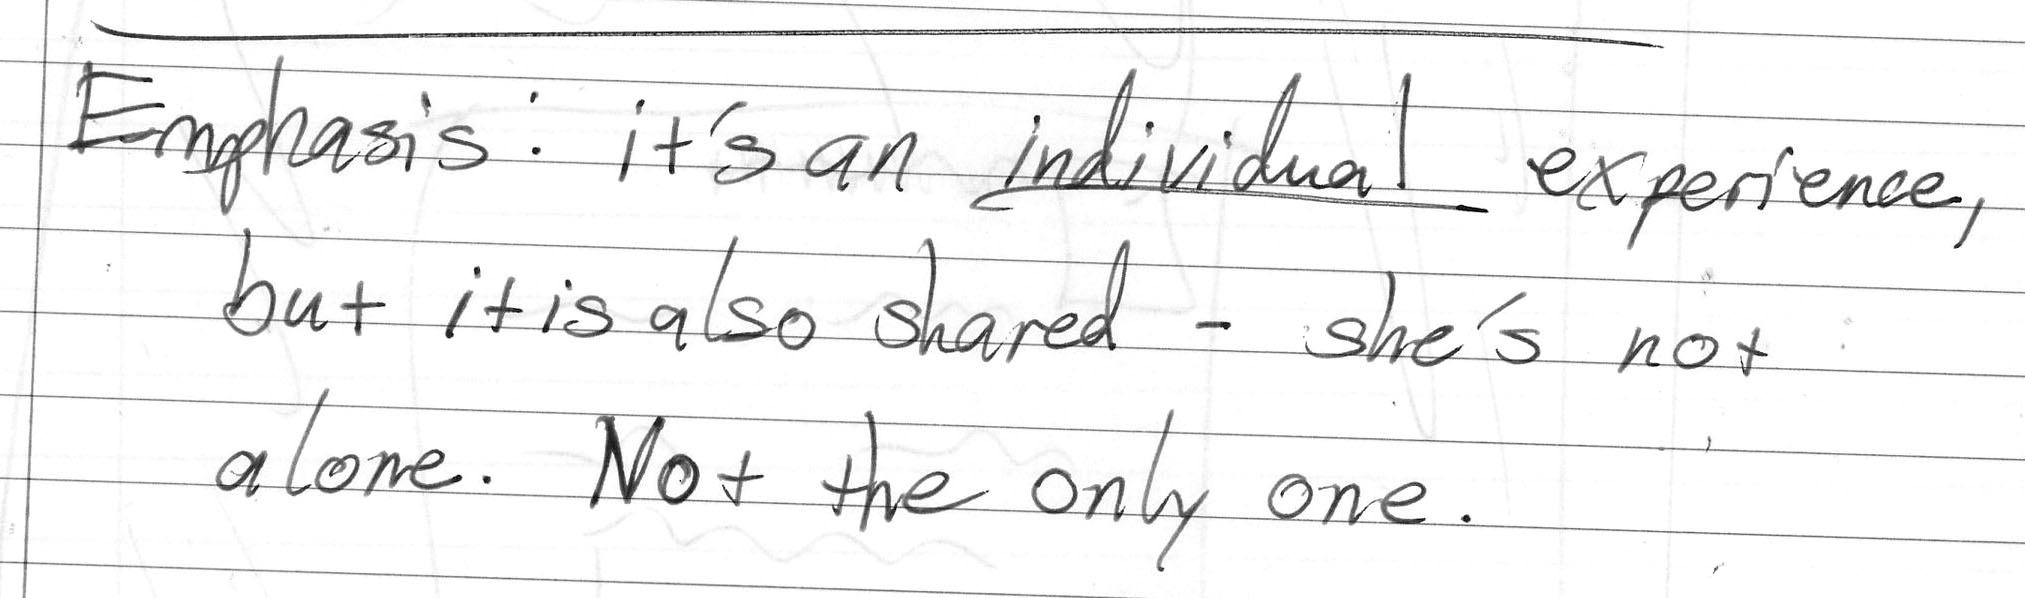 Emphasis: it's an individual experience,
but it is also shared - she's not
alone. Not the only one.